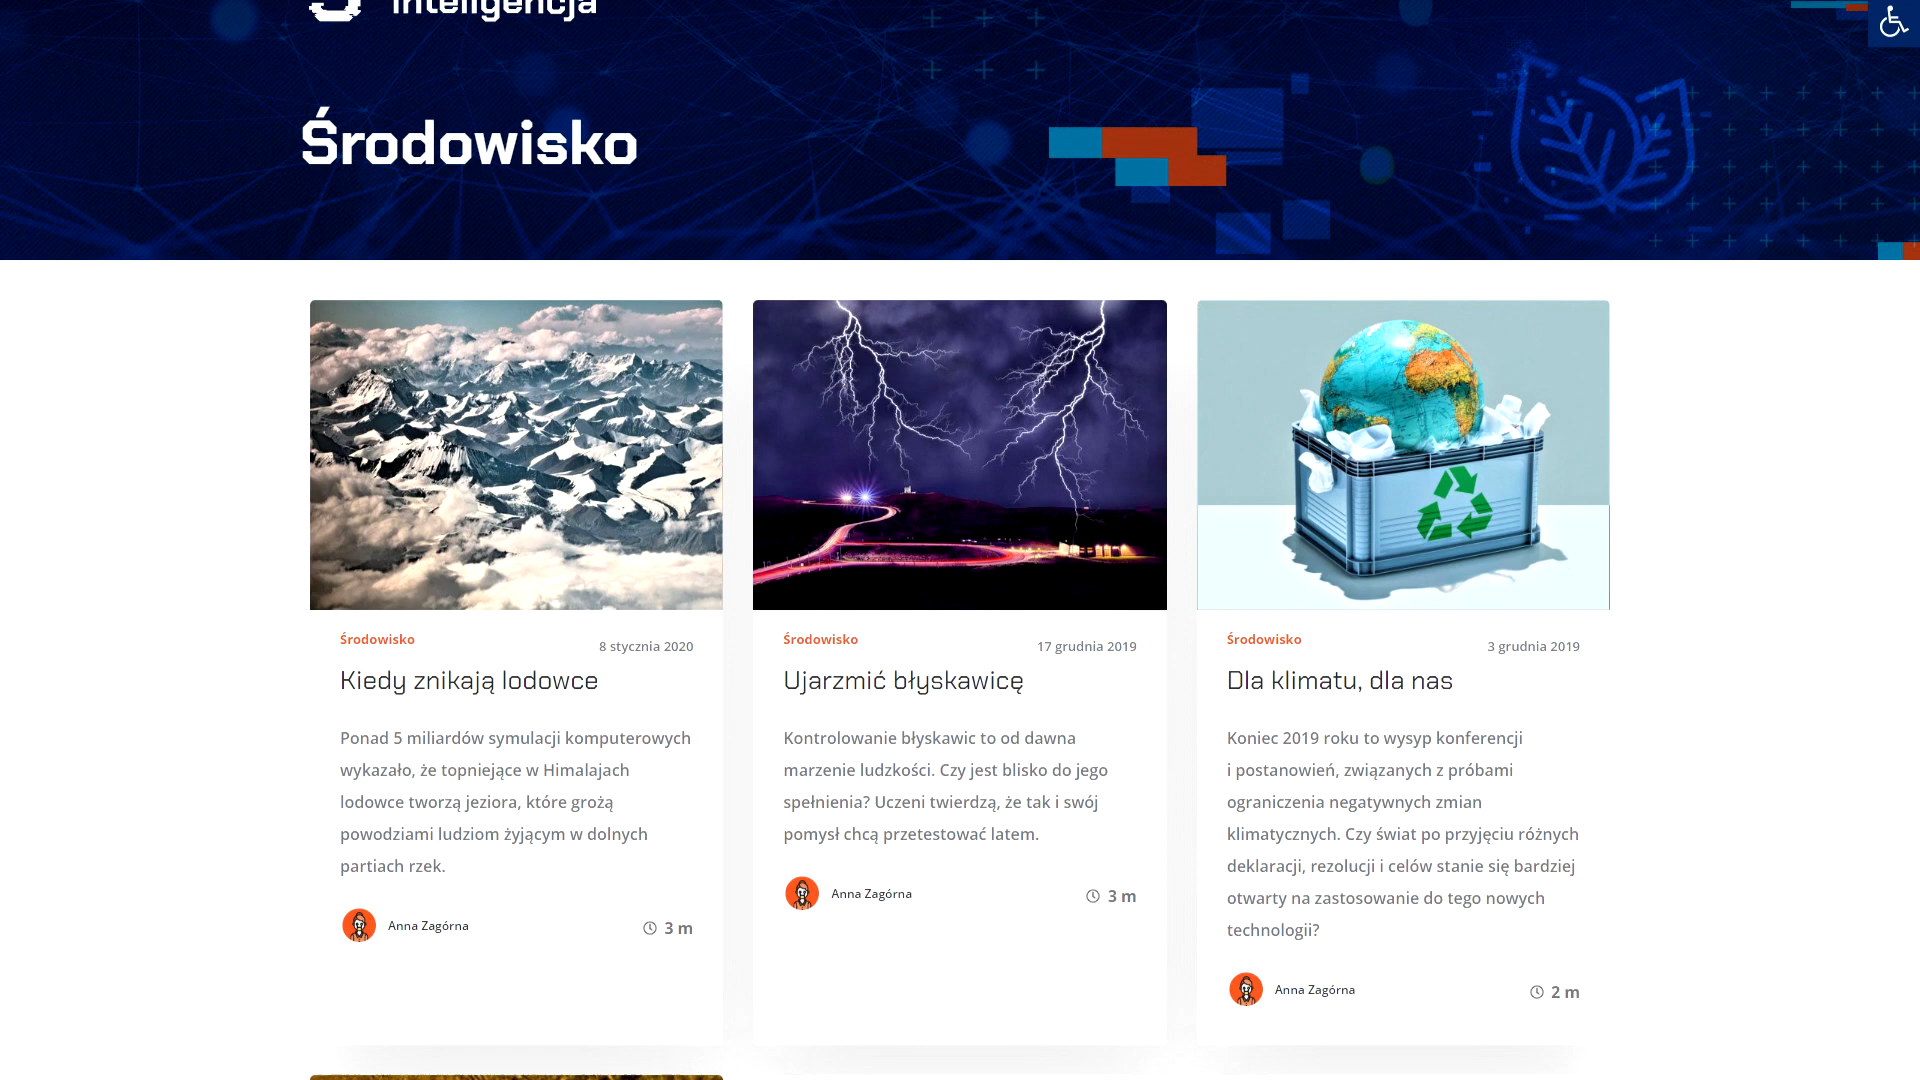 Inteligencja
Środowisko
Środowisko
8 stycznia 2020
Kiedy znikają lodowce
Ponad 5 miliardów symulacji komputerowych
wykazało, że topniejące w Himalajach
lodowce tworzą jeziora, które grożą
powodziami ludziom żyjącym w dolnych
partiach rzek.
Anna Zagórna
3 m
Środowisko
17 grudnia 2019
Ujarzmić błyskawicę
Kontrolowanie błyskawic to od dawna
marzenie ludzkości. Czy jest blisko do jego
spełnienia? Uczeni twierdzą, że tak i swój
pomysł chcą przetestować latem.
Anna Zagórna
3 m
Środowisko
3 grudnia 2019
Dla klimatu, dla nas
Koniec 2019 roku to wysyp konferencji
i postanowień, związanych z próbami
ograniczenia negatywnych zmian
klimatycznych. Czy świat po przyjęciu różnych
deklaracji, rezolucji i celów stanie się bardziej
otwarty na zastosowanie do tego nowych
technologii?
Anna Zagórna
2 m